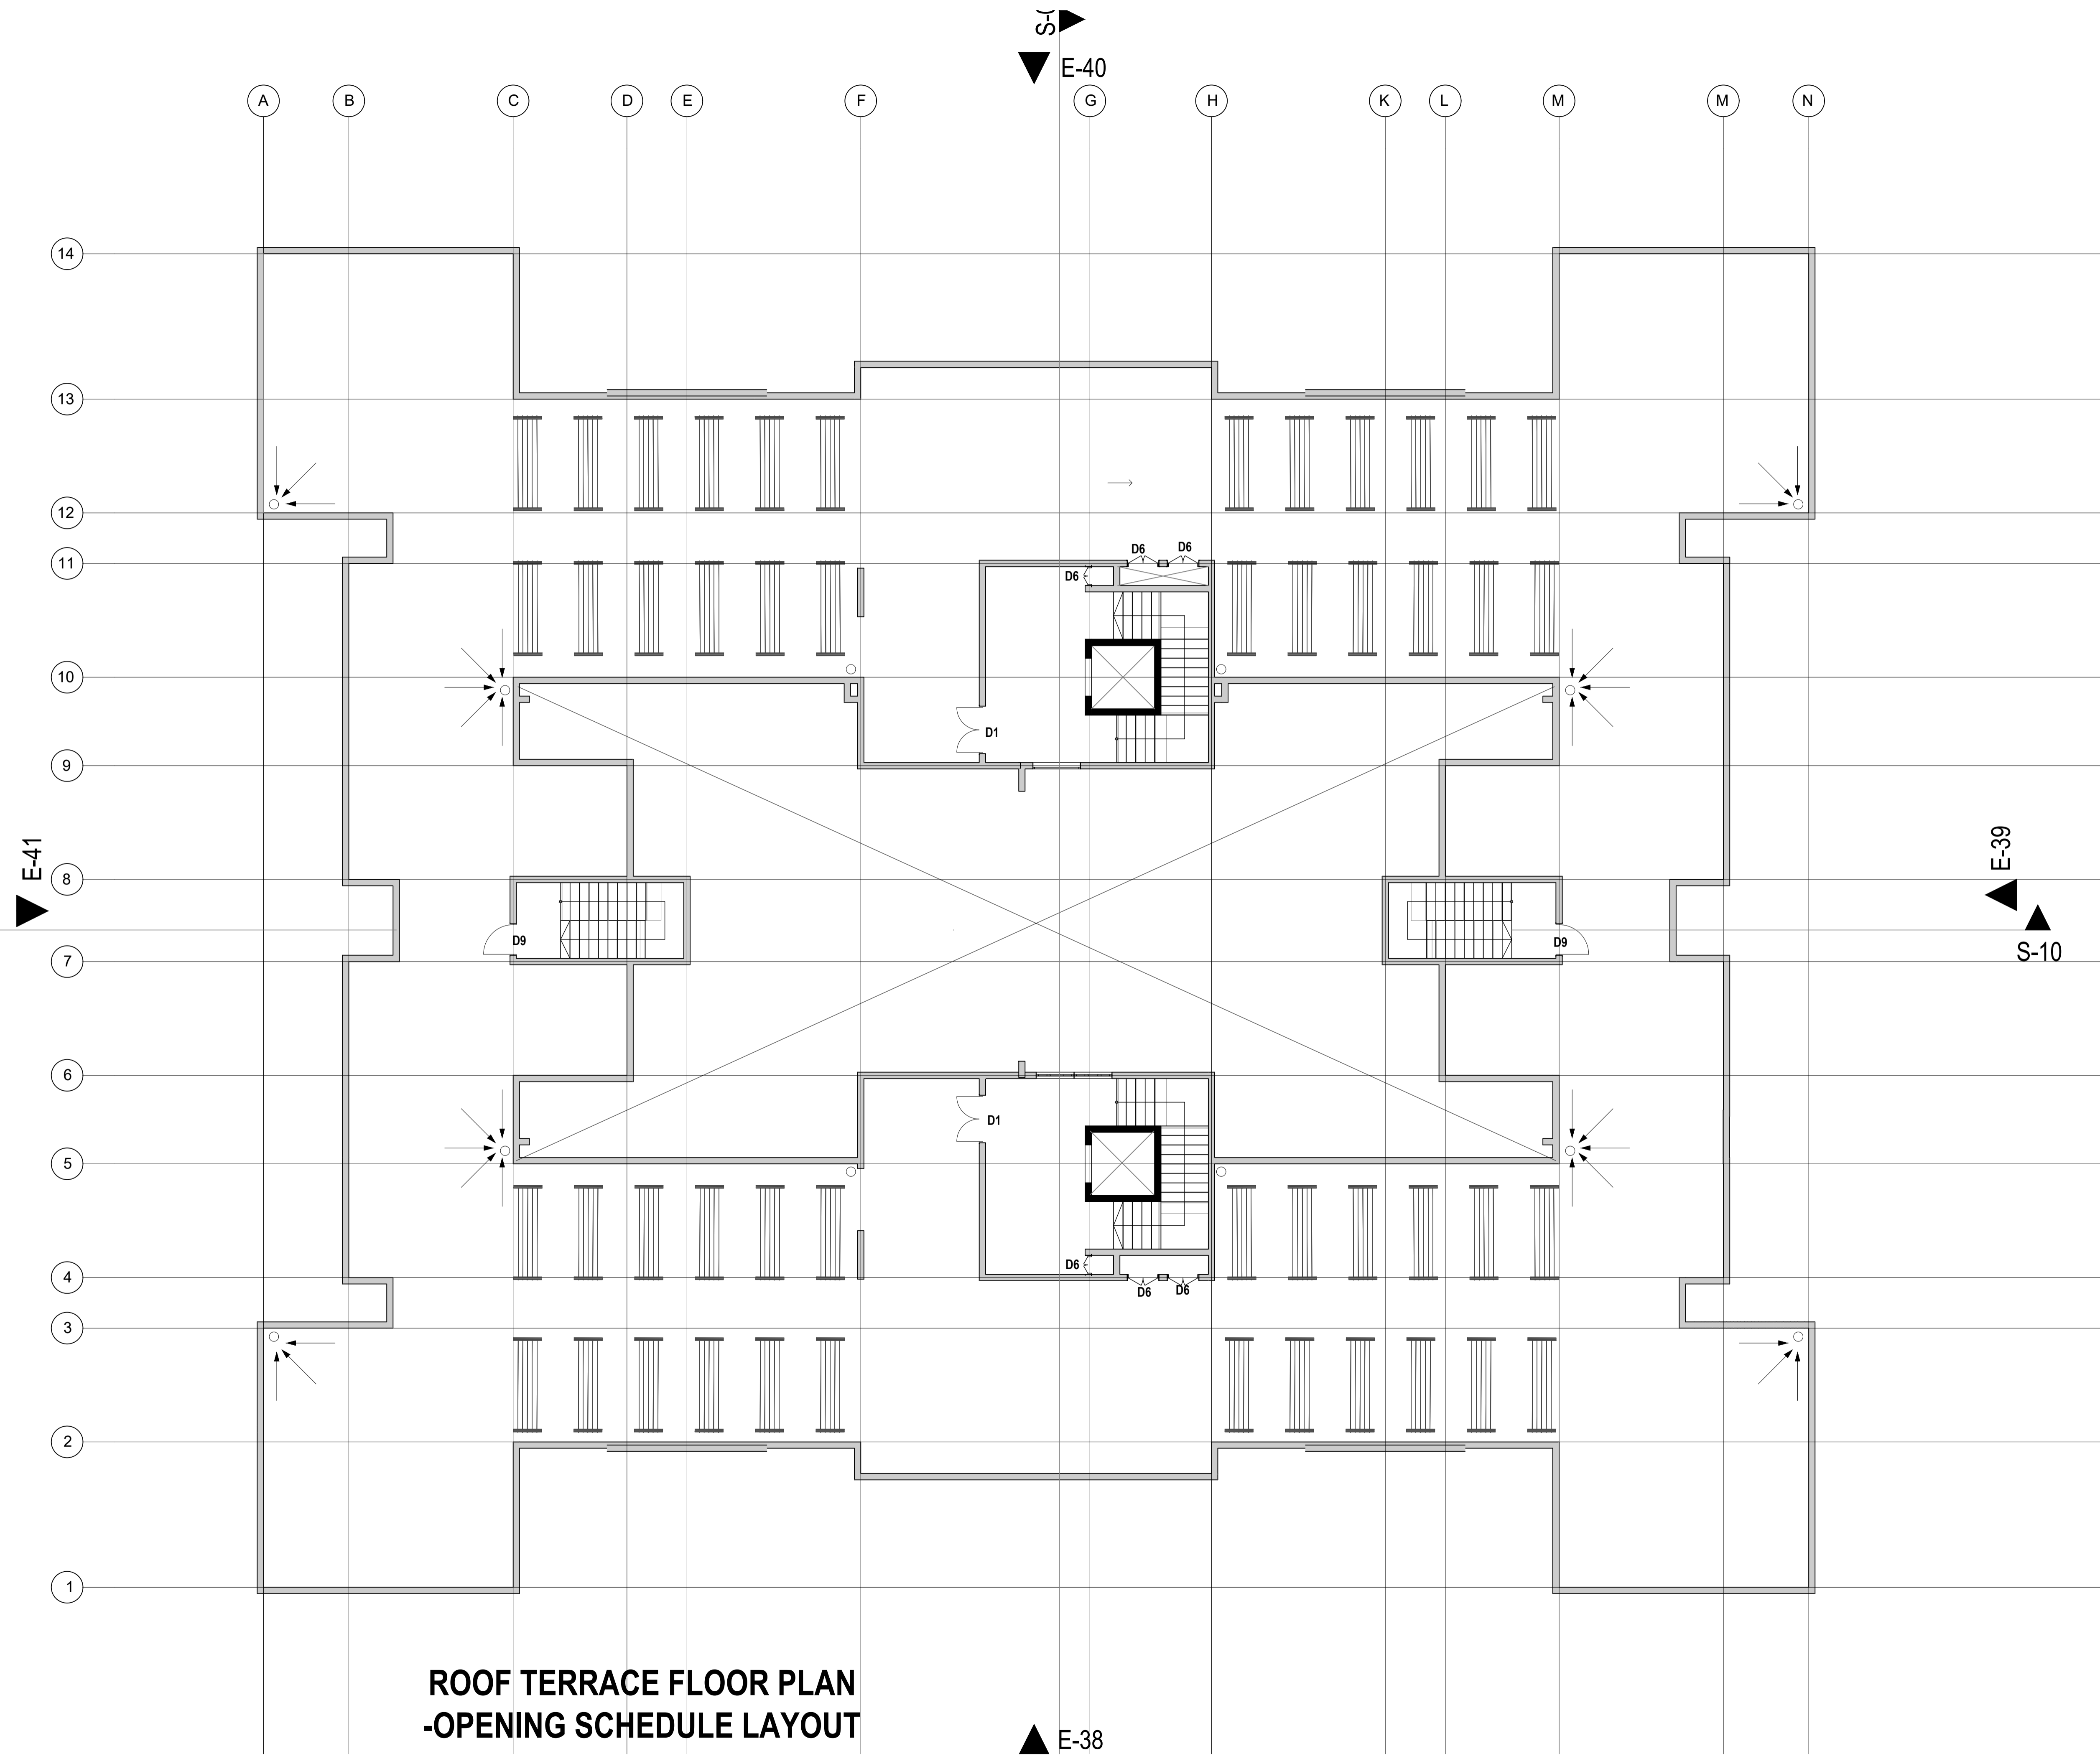 E-40
A B C D E F G H K L M M N
14
13
12
D6 D6
11
D6
10
D1
9
E-41
E-39
8
D9 D9
7
S-10
6
D1
5
D6
4
D6 D6
3
2
1
ROOF TERRACE FLOOR PLAN
-OPENING SCHEDULE LAYOUT
E-38